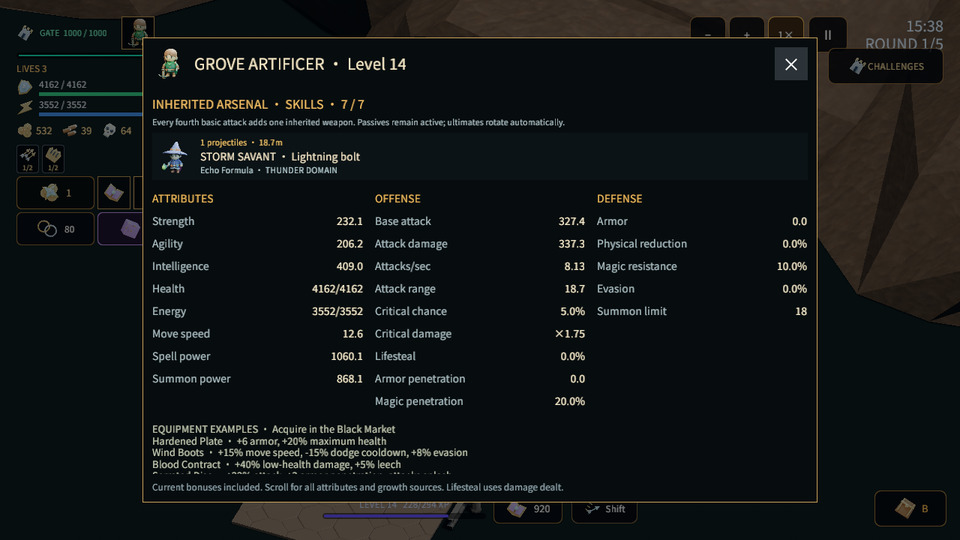 GATE 1000 / 1000
LIVES 3
4162 / 4162
3552 / 3552
532 39 64
1/2 1/2
1
80
15:38
ROUND 1/5
− + 1× II
CHALLENGES
GROVE ARTIFICER • Level 14
INHERITED ARSENAL • SKILLS • 7 / 7
Every fourth basic attack adds one inherited weapon. Passives remain active; ultimates rotate automatically.
1 projectiles • 18.7m
STORM SAVANT • Lightning bolt
Echo Formula • THUNDER DOMAIN
ATTRIBUTES
Strength 232.1
Agility 206.2
Intelligence 409.0
Health 4162/4162
Energy 3552/3552
Move speed 12.6
Spell power 1060.1
Summon power 868.1
OFFENSE
Base attack 327.4
Attack damage 337.3
Attacks/sec 8.13
Attack range 18.7
Critical chance 5.0%
Critical damage ×1.75
Lifesteal 0.0%
Armor penetration 0.0
Magic penetration 20.0%
DEFENSE
Armor 0.0
Physical reduction 0.0%
Magic resistance 10.0%
Evasion 0.0%
Summon limit 18
EQUIPMENT EXAMPLES • Acquire in the Black Market
Hardened Plate • +6 armor, +20% maximum health
Wind Boots • +15% move speed, -15% dodge cooldown, +8% evasion
Blood Contract • +40% low-health damage, +5% leech
Current bonuses included. Scroll for all attributes and growth sources. Lifesteal uses damage dealt.
LEVEL 14 228/254 XP
920
Shift
B